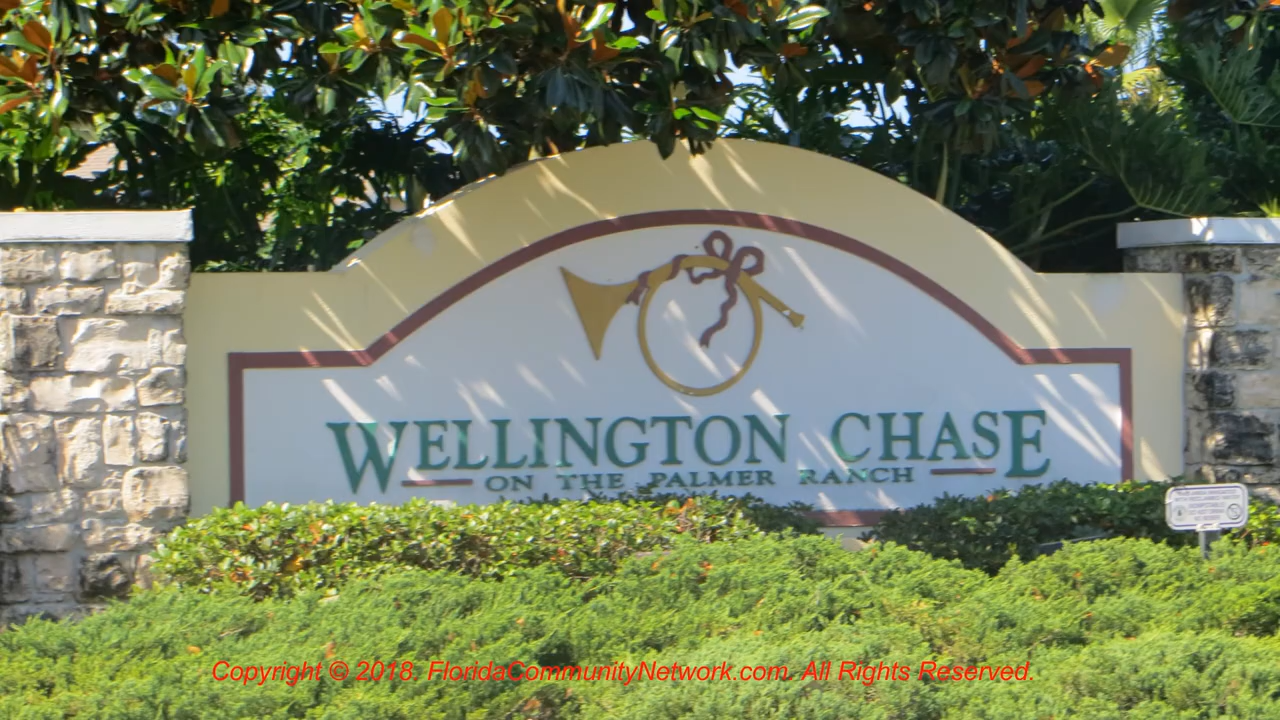 WELLINGTON CHASE
ON THE PALMER RANCH
Copyright © 2018. FloridaCommunityNetwork.com. All Rights Reserved.